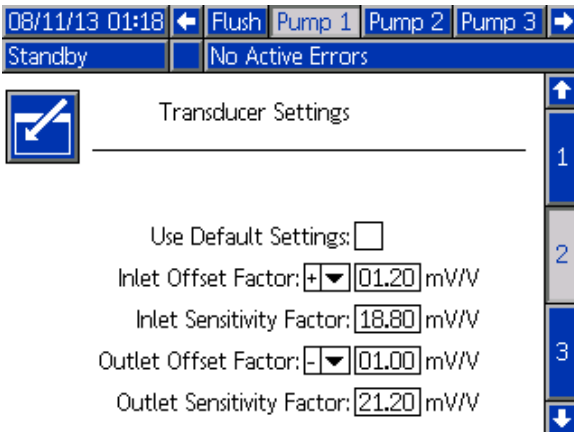 08/11/13 01:18 Flush Pump 1 Pump 2 Pump 3
Standby No Active Errors
Transducer Settings
1
Use Default Settings:
2
Inlet Offset Factor: + 01.20 mV/V
Inlet Sensitivity Factor: 18.80 mV/V
Outlet Offset Factor: - 01.00 mV/V
3
Outlet Sensitivity Factor: 21.20 mV/V